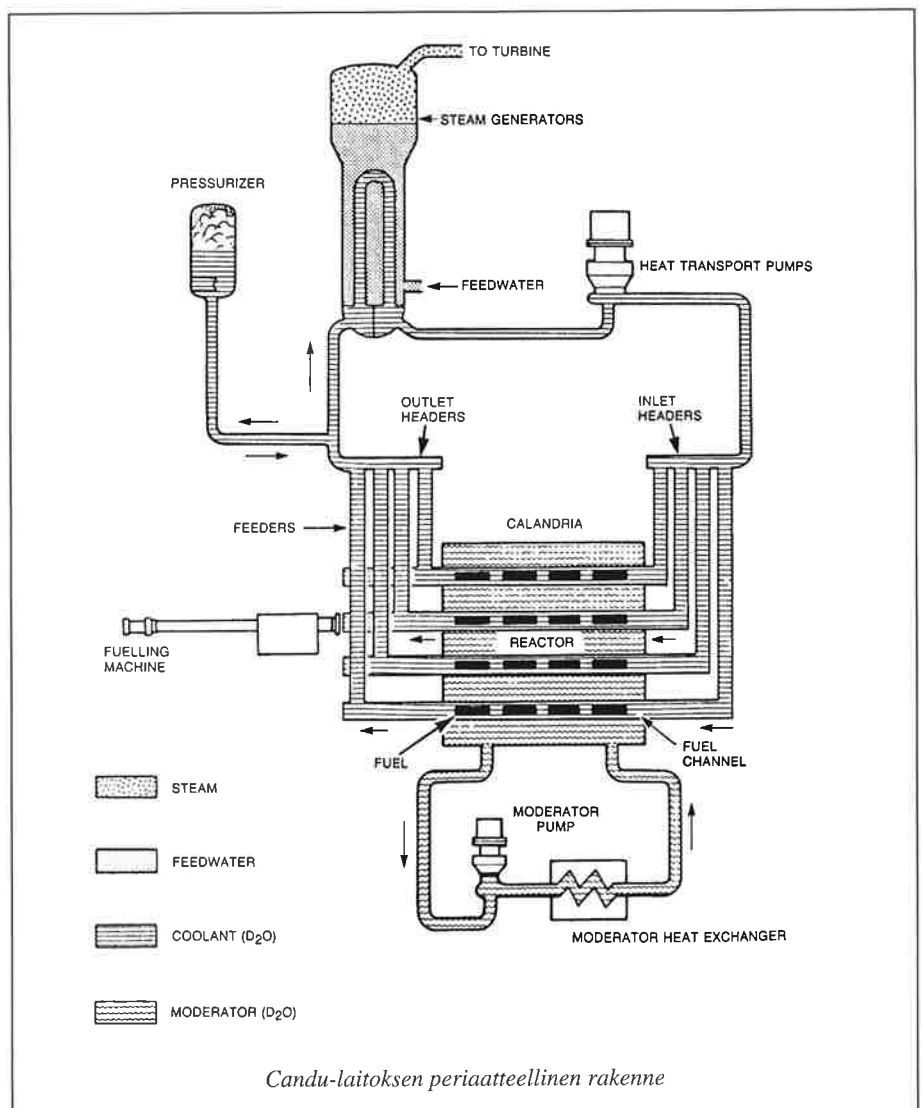 TO TURBINE
STEAM GENERATORS
PRESSURIZER
HEAT TRANSPORT PUMPS
FEEDWATER
OUTLET
HEADERS
INLET
HEADERS
FEEDERS
CALANDRIA
REACTOR
FUELLING
MACHINE
FUEL
FUEL
CHANNEL
STEAM
MODERATOR
PUMP
FEEDWATER
COOLANT (D₂O)
MODERATOR HEAT EXCHANGER
MODERATOR (D₂O)
Candu-laitoksen periaatteellinen rakenne